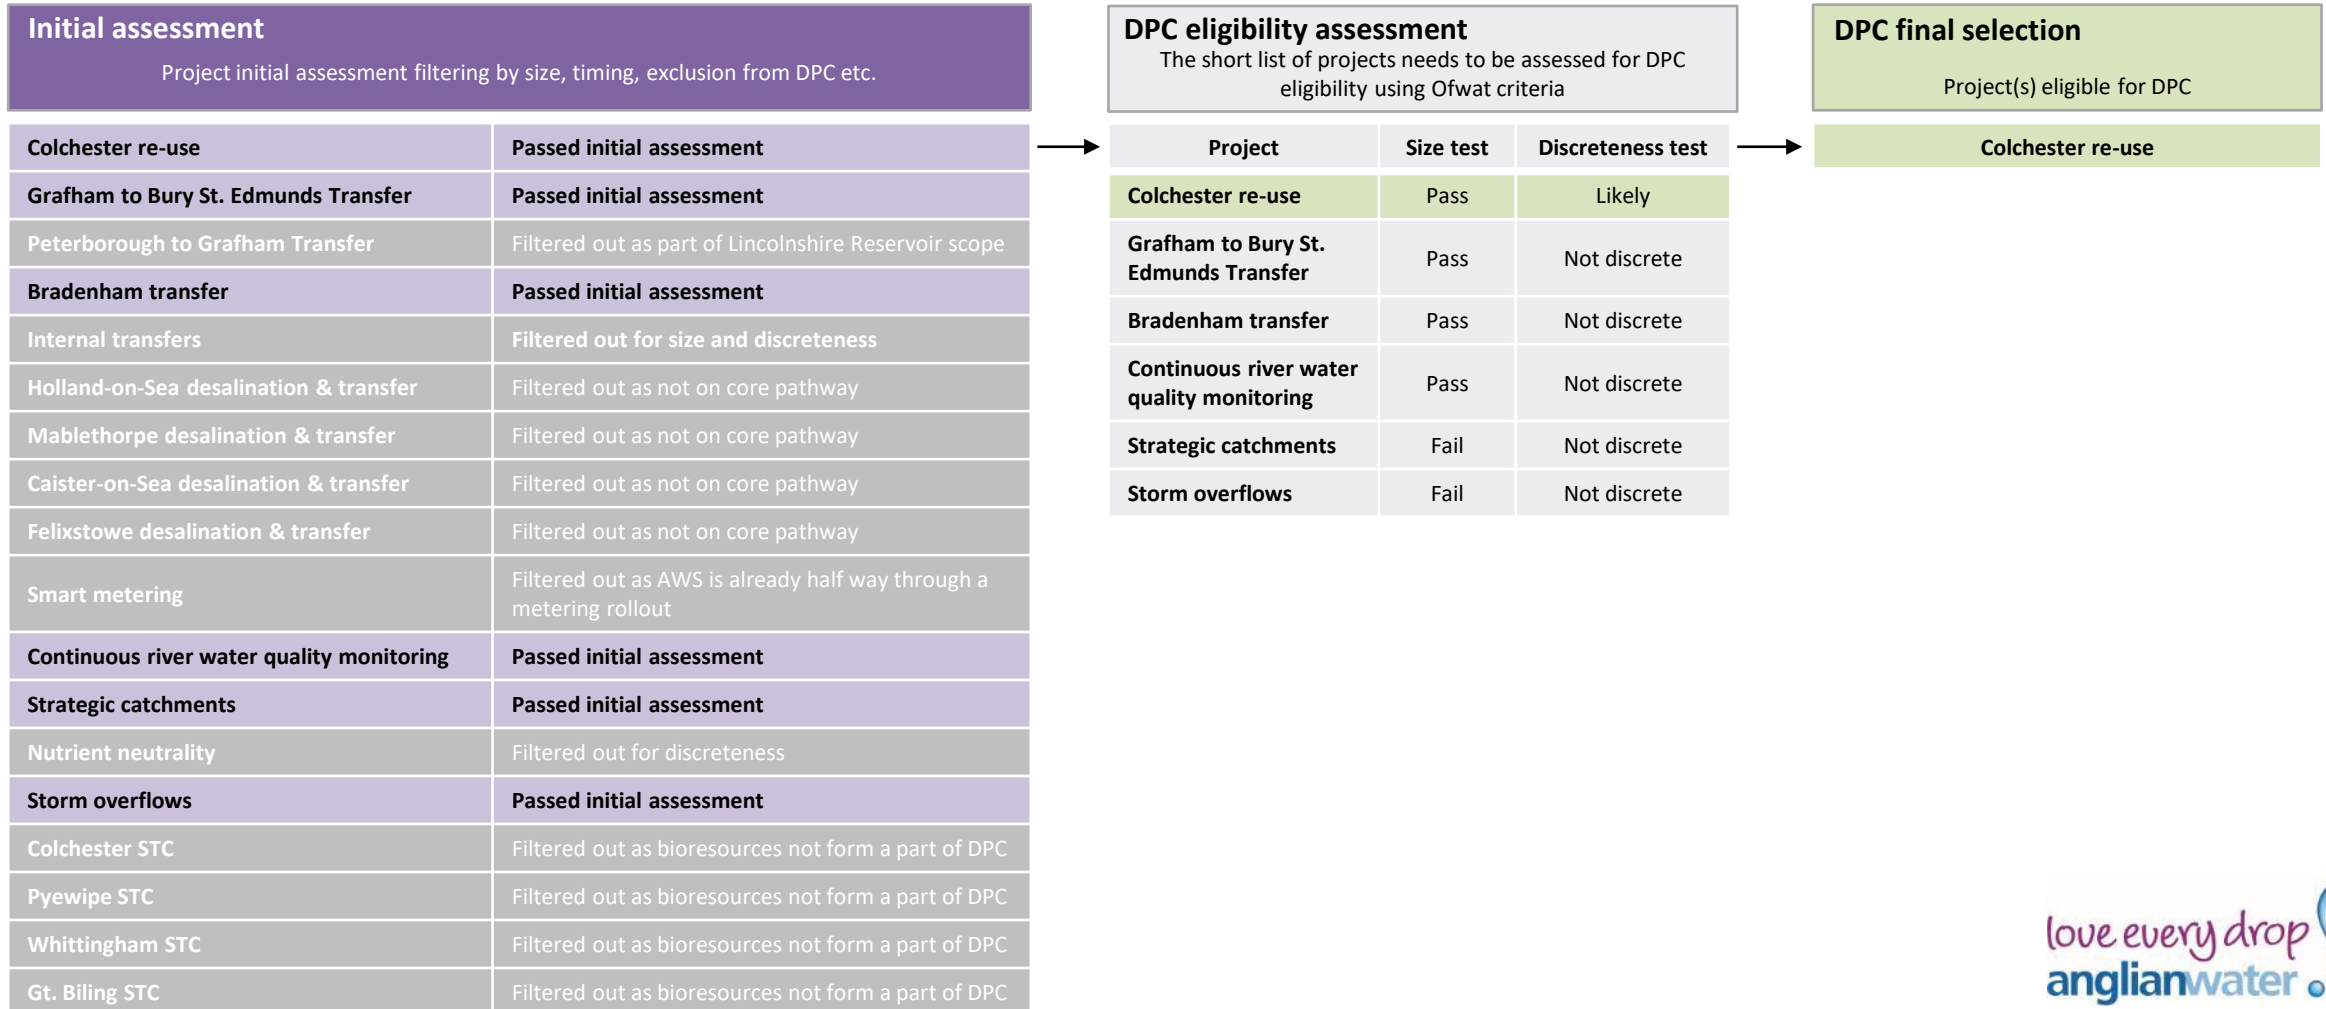 Initial assessment
Project initial assessment filtering by size, timing, exclusion from DPC etc.
Colchester re-use Passed initial assessment
Grafham to Bury St. Edmunds Transfer Passed initial assessment
Peterborough to Grafham Transfer Filtered out as part of Lincolnshire Reservoir scope
Bradenham transfer Passed initial assessment
Internal transfers Filtered out for size and discreteness
Holland-on-Sea desalination & transfer Filtered out as not on core pathway
Mablethorpe desalination & transfer Filtered out as not on core pathway
Caister-on-Sea desalination & transfer Filtered out as not on core pathway
Felixstowe desalination & transfer Filtered out as not on core pathway
Smart metering Filtered out as AWS is already half way through a
metering rollout
Continuous river water quality monitoring Passed initial assessment
Strategic catchments Passed initial assessment
Nutrient neutrality Filtered out for discreteness
Storm overflows Passed initial assessment
Colchester STC Filtered out as bioresources not form a part of DPC
Pyewipe STC Filtered out as bioresources not form a part of DPC
Whittingham STC Filtered out as bioresources not form a part of DPC
Gt. Biling STC Filtered out as bioresources not form a part of DPC
DPC eligibility assessment
The short list of projects needs to be assessed for DPC
eligibility using Ofwat criteria
Project Size test Discreteness test
Colchester re-use Pass Likely
Grafham to Bury St.
Edmunds Transfer Pass Not discrete
Bradenham transfer Pass Not discrete
Continuous river water
quality monitoring Pass Not discrete
Strategic catchments Fail Not discrete
Storm overflows Fail Not discrete
DPC final selection
Project(s) eligible for DPC
Colchester re-use
love every drop
anglianwater